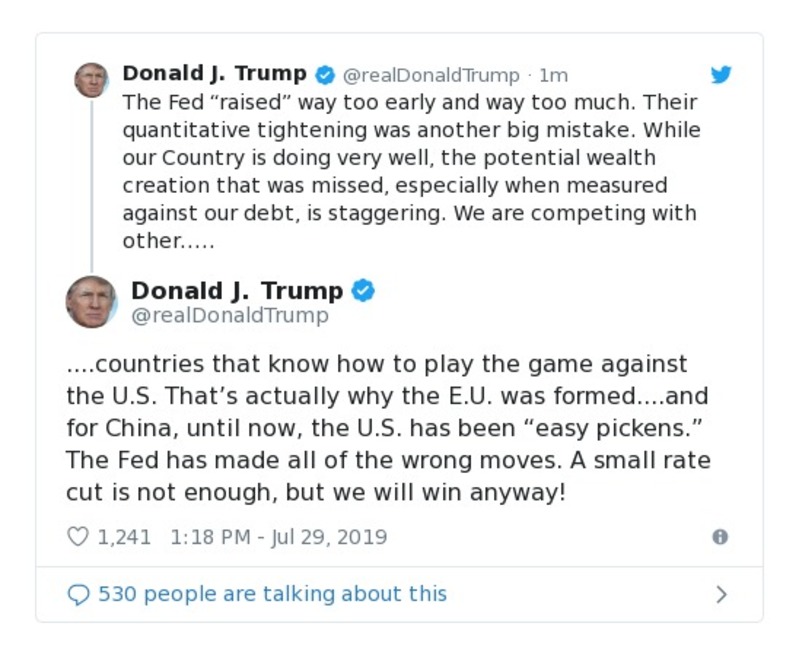 Donald J. Trump @realDonaldTrump · 1m
The Fed “raised” way too early and way too much. Their
quantitative tightening was another big mistake. While
our Country is doing very well, the potential wealth
creation that was missed, especially when measured
against our debt, is staggering. We are competing with
other.....
Donald J. Trump
@realDonaldTrump
....countries that know how to play the game against
the U.S. That’s actually why the E.U. was formed....and
for China, until now, the U.S. has been “easy pickens.”
The Fed has made all of the wrong moves. A small rate
cut is not enough, but we will win anyway!
1,241 1:18 PM - Jul 29, 2019
530 people are talking about this